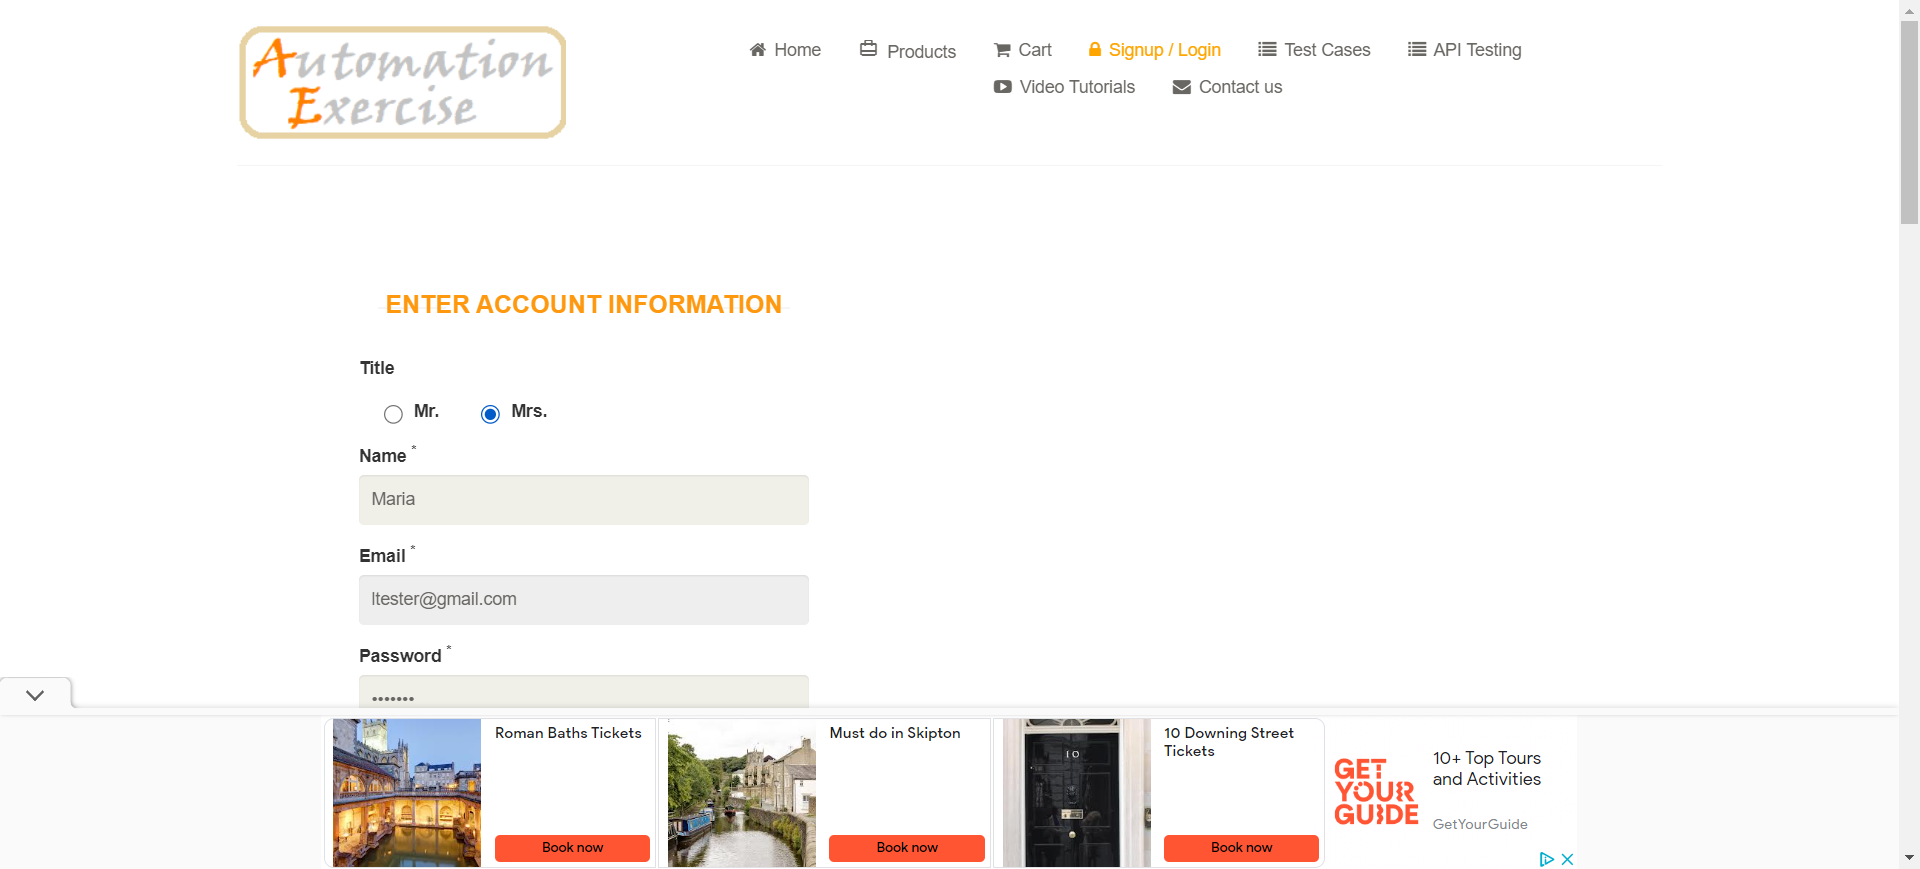 Automation
Exercise
Home
Products
Cart
Signup / Login
Test Cases
API Testing
Video Tutorials
Contact us
ENTER ACCOUNT INFORMATION
Title
Mr.
Mrs.
Name *
Maria
Email *
ltester@gmail.com
Password *
•••••••
Roman Baths Tickets
Book now
Must do in Skipton
Book now
10
10 Downing Street
Tickets
Book now
GET
YOUR
GUIDE
10+ Top Tours
and Activities
GetYourGuide